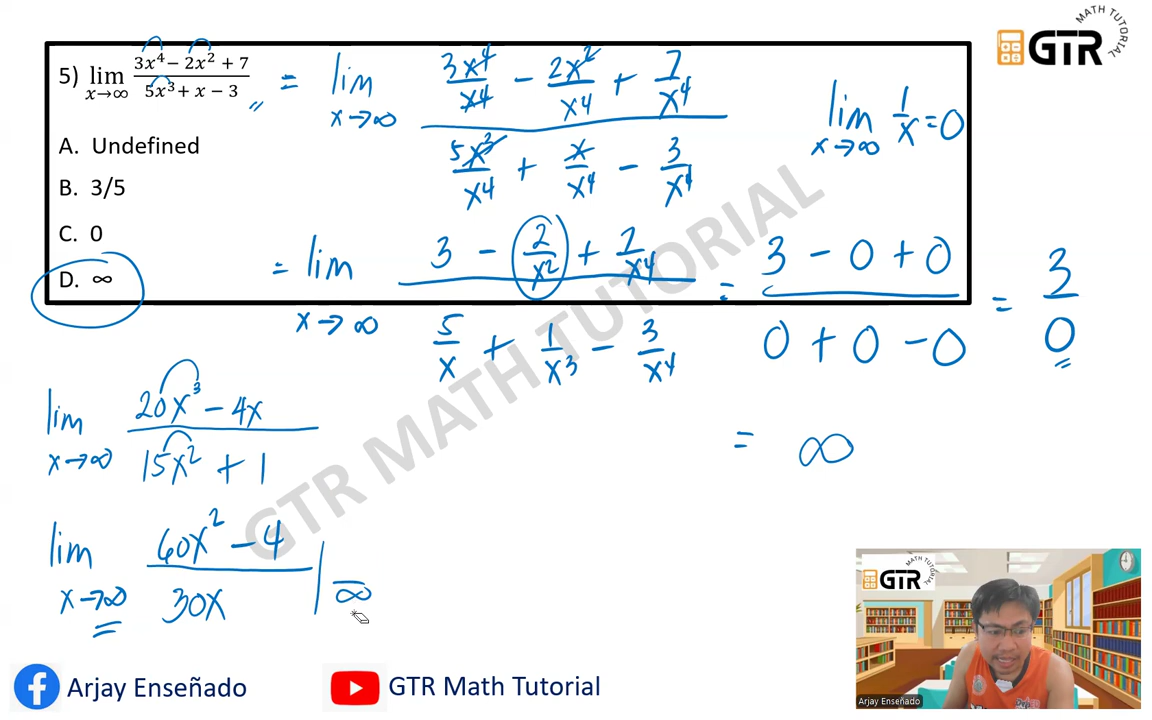 MATH TUTORIAL
GTR
5) lim x→∞ (3x⁴ − 2x² + 7)/(5x³ + x − 3) = lim x→∞ (3x⁴/x⁴ − 2x²/x⁴ + 7/x⁴)/(5x³/x⁴ + x/x⁴ − 3/x⁴)
lim x→∞ 1/x = 0
A. Undefined
B. 3/5
C. 0
D. ∞
= lim x→∞ (3 − 2/x² + 7/x⁴)/(5/x + 1/x³ − 3/x⁴) = (3 − 0 + 0)/(0 + 0 − 0) = 3/0
= ∞
lim x→∞ (20x³ − 4x)/(15x² + 1)
lim x→∞ (60x² − 4)/(30x) | ∞
GTR MATH TUTORIAL
GTR
MATH TUTORIAL
Arjay Enseñado
Arjay Enseñado
GTR Math Tutorial